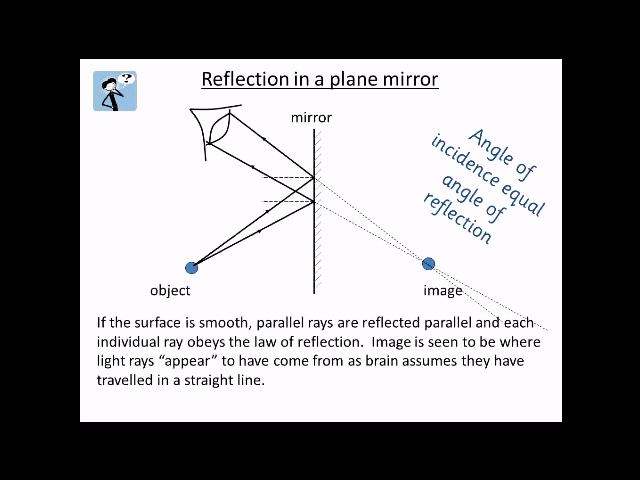 Reflection in a plane mirror
?
mirror
Angle of
incidence equal
angle of
reflection
object
image
If the surface is smooth, parallel rays are reflected parallel and each
individual ray obeys the law of reflection.  Image is seen to be where
light rays “appear” to have come from as brain assumes they have
travelled in a straight line.